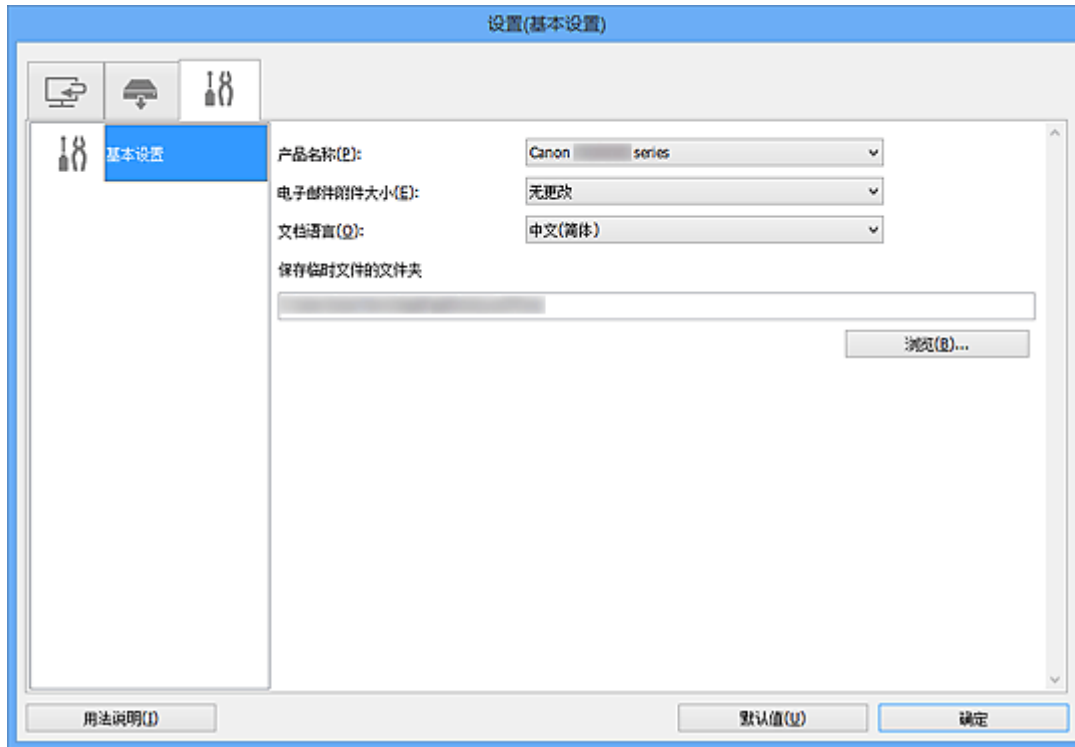 设置(基本设置)
基本设置
产品名称(P):
Canon series
电子邮件附件大小(E):
无更改
文档语言(O):
中文(简体)
保存临时文件的文件夹
浏览(B)...
用法说明(I)
默认值(U)
确定